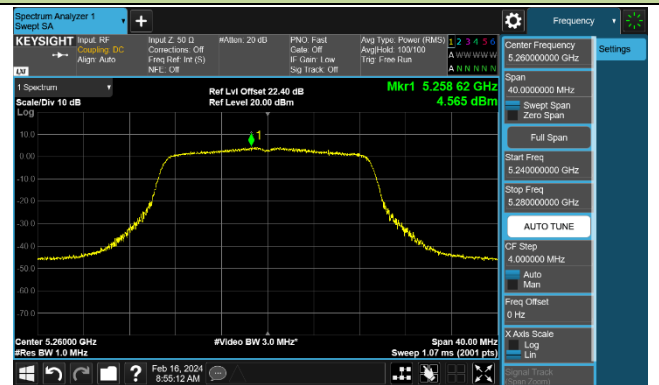 Spectrum Analyzer 1
Swept SA
Frequency
KEYSIGHT
Input: RF
Coupling: DC
Align: Auto
Input Z: 50 Ω
Corrections: Off
Freq Ref: Int (S)
NFE: Off
#Atten: 20 dB
PNO: Fast
Gate: Off
IF Gain: Low
Sig Track: Off
Avg Type: Power (RMS)
Avg|Hold: 100/100
Trig: Free Run
1 2 3 4 5 6
A W W W W W
A N N N N N
LXI
Center Frequency
5.260000000 GHz
Settings
Span
40.0000000 MHz
Swept Span
Zero Span
Full Span
Start Freq
5.240000000 GHz
Stop Freq
5.280000000 GHz
AUTO TUNE
CF Step
4.000000 MHz
Auto
Man
Freq Offset
0 Hz
X Axis Scale
Log
Lin
Signal Track
(Span Zoom)
1 Spectrum
Scale/Div 10 dB
Log
Ref Lvl Offset 22.40 dB
Ref Level 20.00 dBm
Mkr1 5.258 62 GHz
4.565 dBm
1
10.0
0.00
-10.0
-20.0
-30.0
-40.0
-50.0
-60.0
-70.0
Center 5.26000 GHz
#Res BW 1.0 MHz
#Video BW 3.0 MHz*
Span 40.00 MHz
Sweep 1.07 ms (2001 pts)
?
Feb 16, 2024
8:55:12 AM